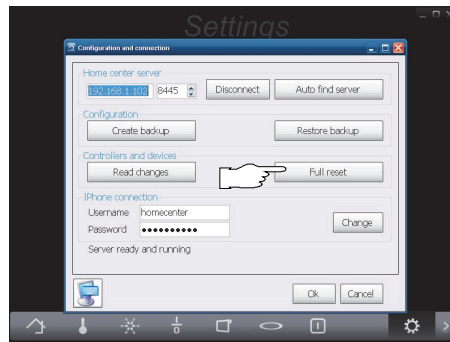 Settings
Configuration and connection
Home center server
192.168.1.102 8445 Disconnect Auto find server
Configuration
Create backup Restore backup
Controllers and devices
Read changes Full reset
IPhone connection
Username homecenter
Password ●●●●●●●●●●
Change
Server ready and running
Ok Cancel